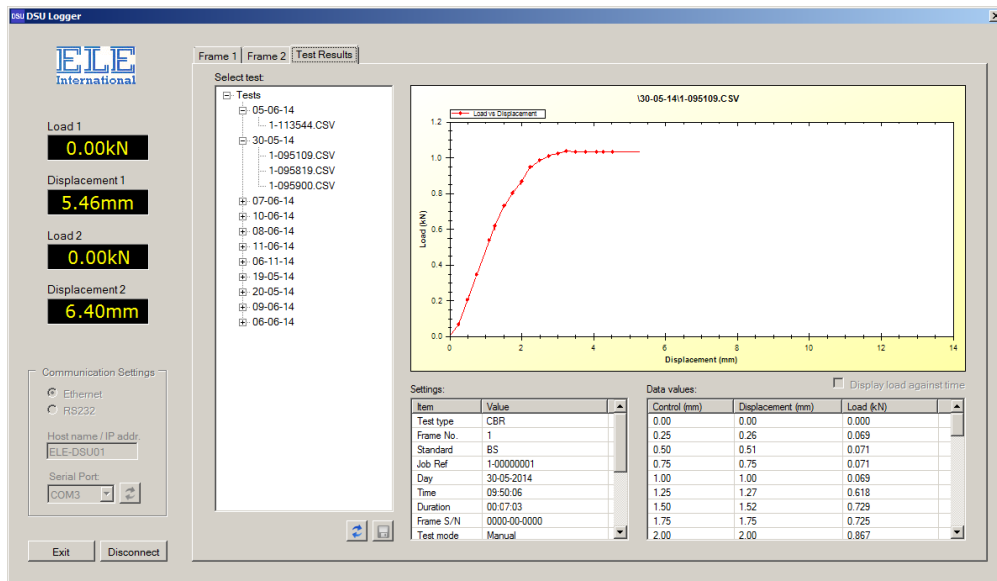 DSU DSU Logger
ELE
International
Load 1
0.00kN
Displacement 1
5.46mm
Load 2
0.00kN
Displacement 2
6.40mm
Communication Settings
Ethernet
RS232
Host name / IP addr.
ELE-DSU01
Serial Port:
COM3
Exit Disconnect
Frame 1 Frame 2 Test Results
Select test:
Tests
05-06-14
1-113544.CSV
30-05-14
1-095109.CSV
1-095819.CSV
1-095900.CSV
07-06-14
10-06-14
08-06-14
11-06-14
06-11-14
19-05-14
20-05-14
09-06-14
06-06-14
\30-05-14\1-095109.CSV
Load vs Displacement
1.2
1.0
0.8
0.6
0.4
0.2
0.0
Load (kN)
0 2 4 6 8 10 12 14
Displacement (mm)
Settings:
Item Value
Test type CBR
Frame No. 1
Standard BS
Job Ref 1-00000001
Day 30-05-2014
Time 09:50:06
Duration 00:07:03
Frame S/N 0000-00-0000
Test mode Manual
Data values:
Display load against time
Control (mm) Displacement (mm) Load (kN)
0.00 0.00 0.000
0.25 0.26 0.069
0.50 0.51 0.071
0.75 0.75 0.071
1.00 1.00 0.069
1.25 1.27 0.618
1.50 1.52 0.729
1.75 1.75 0.725
2.00 2.00 0.867